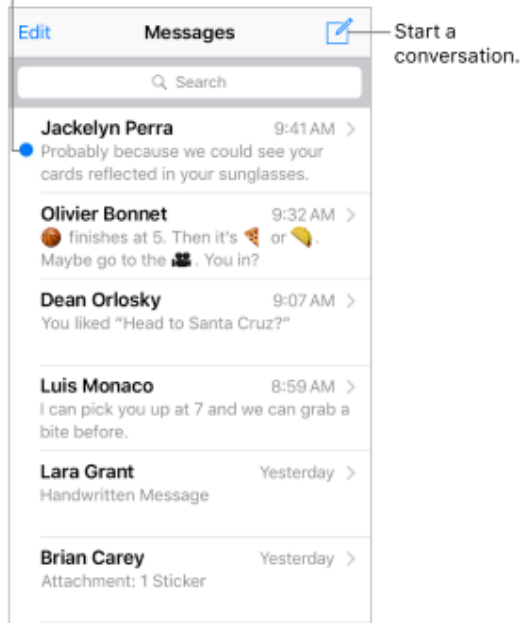 Edit Messages
Start a
conversation.
Search
Jackelyn Perra 9:41 AM
Probably because we could see your
cards reflected in your sunglasses.
Olivier Bonnet 9:32 AM
🏀 finishes at 5. Then it's 🍕 or 🌮.
Maybe go to the 🎥. You in?
Dean Orlosky 9:07 AM
You liked “Head to Santa Cruz?”
Luis Monaco 8:59 AM
I can pick you up at 7 and we can grab a
bite before.
Lara Grant Yesterday
Handwritten Message
Brian Carey Yesterday
Attachment: 1 Sticker